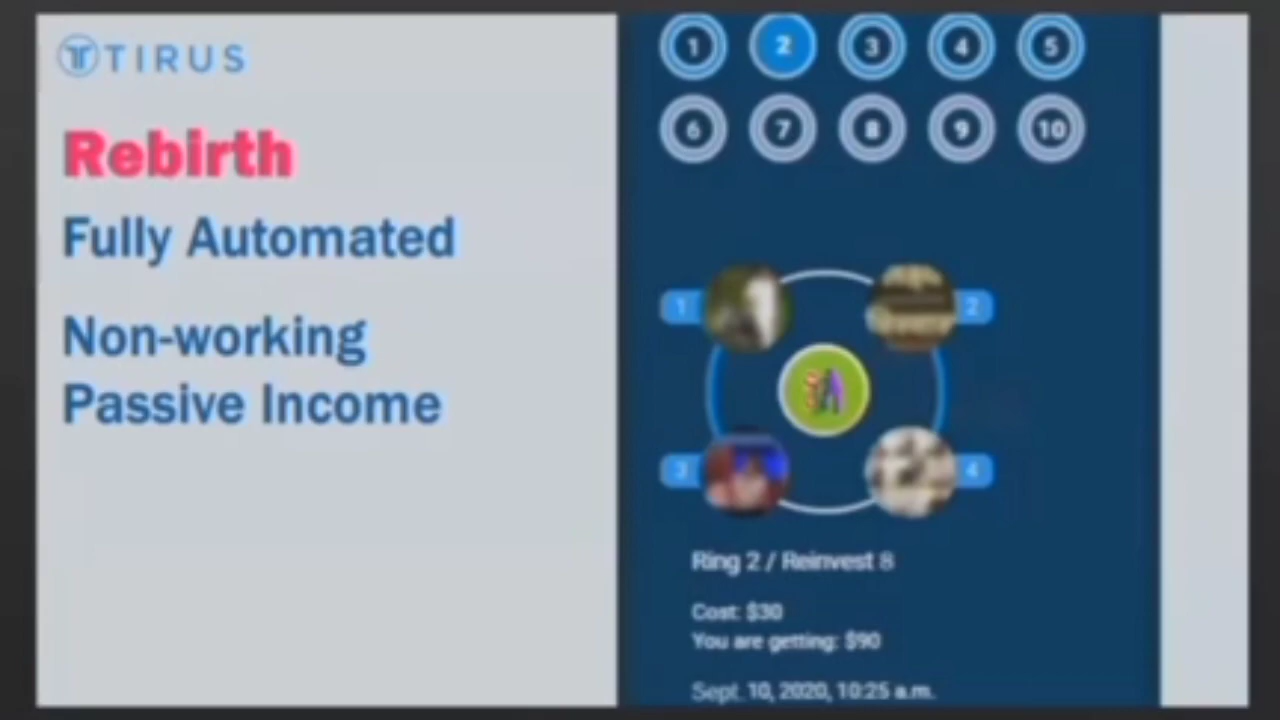 TIRUS
Rebirth
Fully Automated
Non-working
Passive Income
1 2 3 4 5
6 7 8 9 10
1 2
3 4
Ring 2 / Reinvest 8
Cost: $30
You are getting: $90
Sept. 10, 2020, 10:25 a.m.